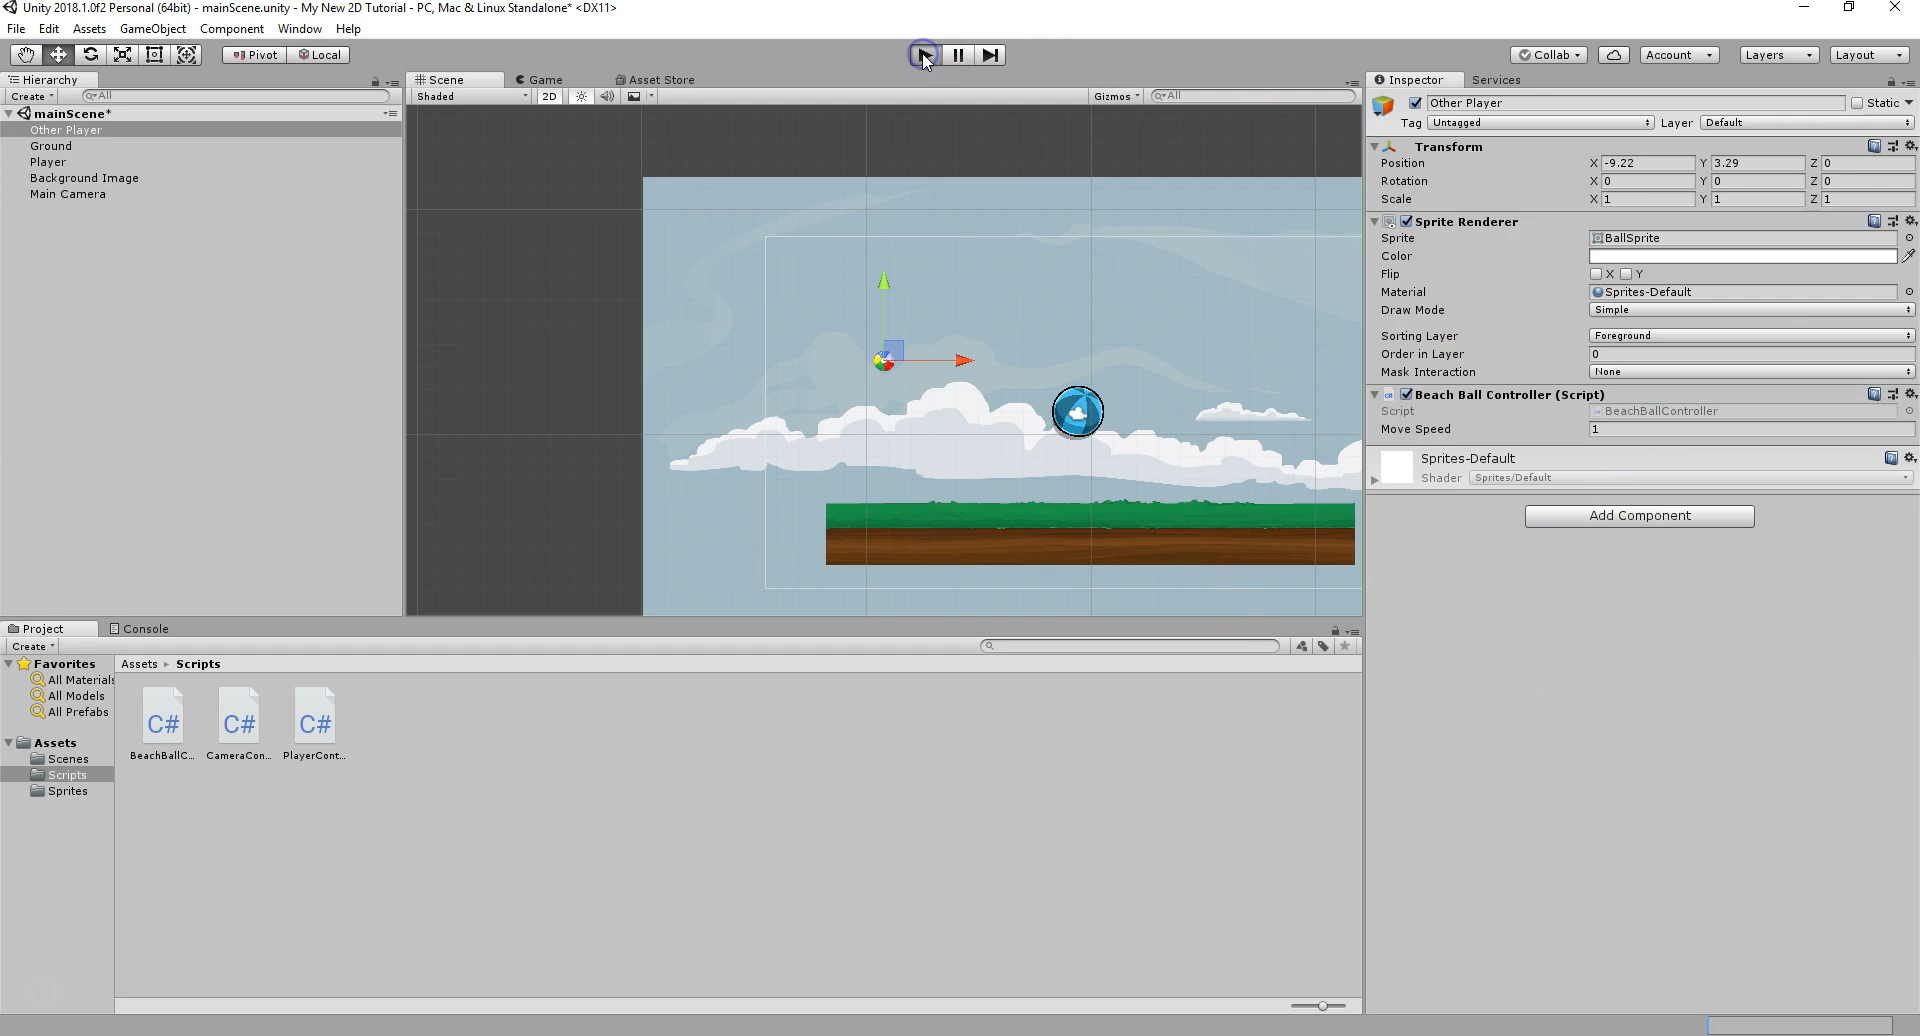 Unity 2018.1.0f2 Personal (64bit) - mainScene.unity - My New 2D Tutorial - PC, Mac & Linux Standalone* <DX11>
File Edit Assets GameObject Component Window Help
Pivot Local Collab Account Layers Layout
Hierarchy
Create All
mainScene*
Other Player
Ground
Player
Background Image
Main Camera
Scene Game Asset Store
Shaded 2D Gizmos All
Inspector Services
Other Player Static
Tag Untagged Layer Default
Transform
Position X -9.22 Y 3.29 Z 0
Rotation X 0 Y 0 Z 0
Scale X 1 Y 1 Z 1
Sprite Renderer
Sprite BallSprite
Color
Flip X Y
Material Sprites-Default
Draw Mode Simple
Sorting Layer Foreground
Order in Layer 0
Mask Interaction None
Beach Ball Controller (Script)
Script BeachBallController
Move Speed 1
Sprites-Default
Shader Sprites/Default
Add Component
Project Console
Create
Favorites
All Materials
All Models
All Prefabs
Assets
Scenes
Scripts
Sprites
Assets Scripts
C# C# C#
BeachBallC... CameraCon... PlayerCont...